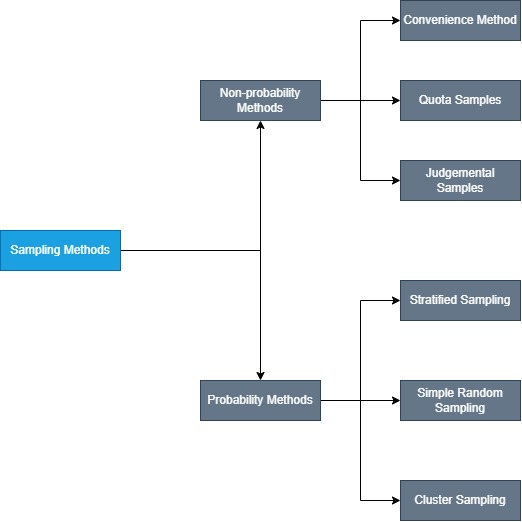 Convenience Method
Non-probability
Methods
Quota Samples
Judgemental
Samples
Sampling Methods
Stratified Sampling
Probability Methods
Simple Random
Sampling
Cluster Sampling